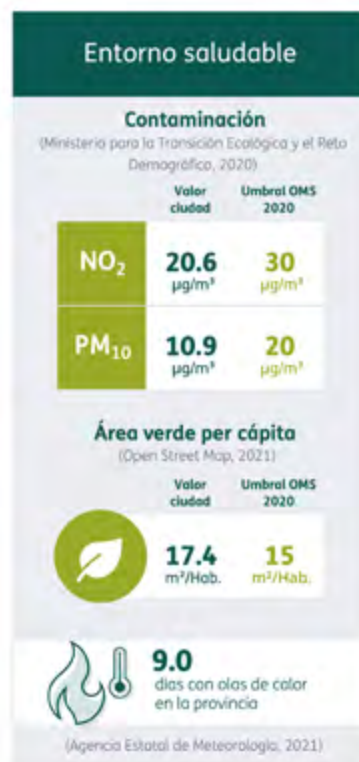 Entorno saludable
Contaminación
(Ministerio para la Transición Ecológica y el Reto
Demográfico, 2020)
Valor Umbral OMS
ciudad 2020
NO₂ 20.6 30
µg/m³ µg/m³
PM₁₀ 10.9 20
µg/m³ µg/m³
Área verde per cápita
(Open Street Map, 2021)
Valor Umbral OMS
ciudad 2020
17.4 15
m²/Hab. m²/Hab.
9.0
días con olas de calor
en la provincia
(Agencia Estatal de Meteorología, 2021)